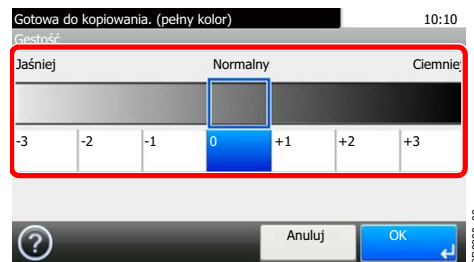 Gotowa do kopiowania. (pełny kolor) 10:10
Gęstość
Jaśniej Normalny Ciemniej
-3 -2 -1 0 +1 +2 +3
? Anuluj OK